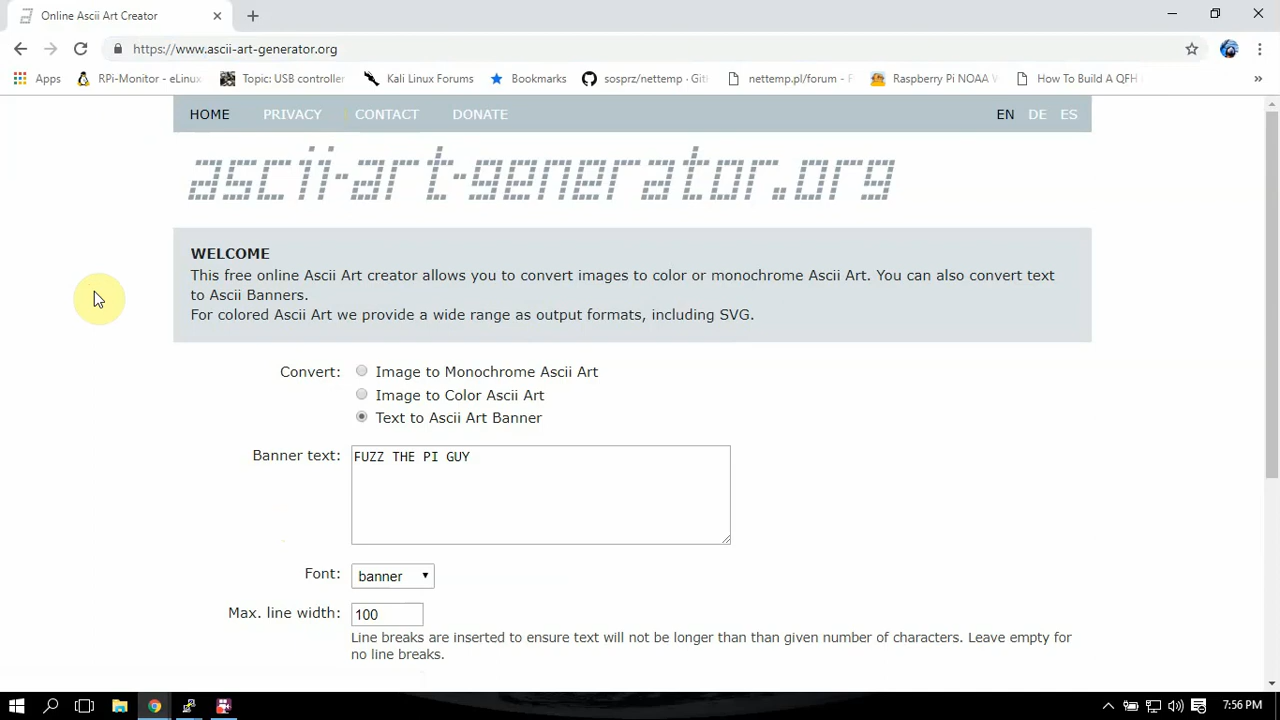 Online Ascii Art Creator
https://www.ascii-art-generator.org
Apps RPi-Monitor - eLinux Topic: USB controller Kali Linux Forums Bookmarks sosprz/nettemp · Git nettemp.pl/forum - Raspberry Pi NOAA How To Build A QFH »
HOME PRIVACY CONTACT DONATE EN DE ES
ascii-art-generator.org
WELCOME
This free online Ascii Art creator allows you to convert images to color or monochrome Ascii Art. You can also convert text
to Ascii Banners.
For colored Ascii Art we provide a wide range as output formats, including SVG.
Convert: Image to Monochrome Ascii Art
Image to Color Ascii Art
Text to Ascii Art Banner
Banner text: FUZZ THE PI GUY
Font: banner
Max. line width: 100
Line breaks are inserted to ensure text will not be longer than than given number of characters. Leave empty for
no line breaks.
7:56 PM